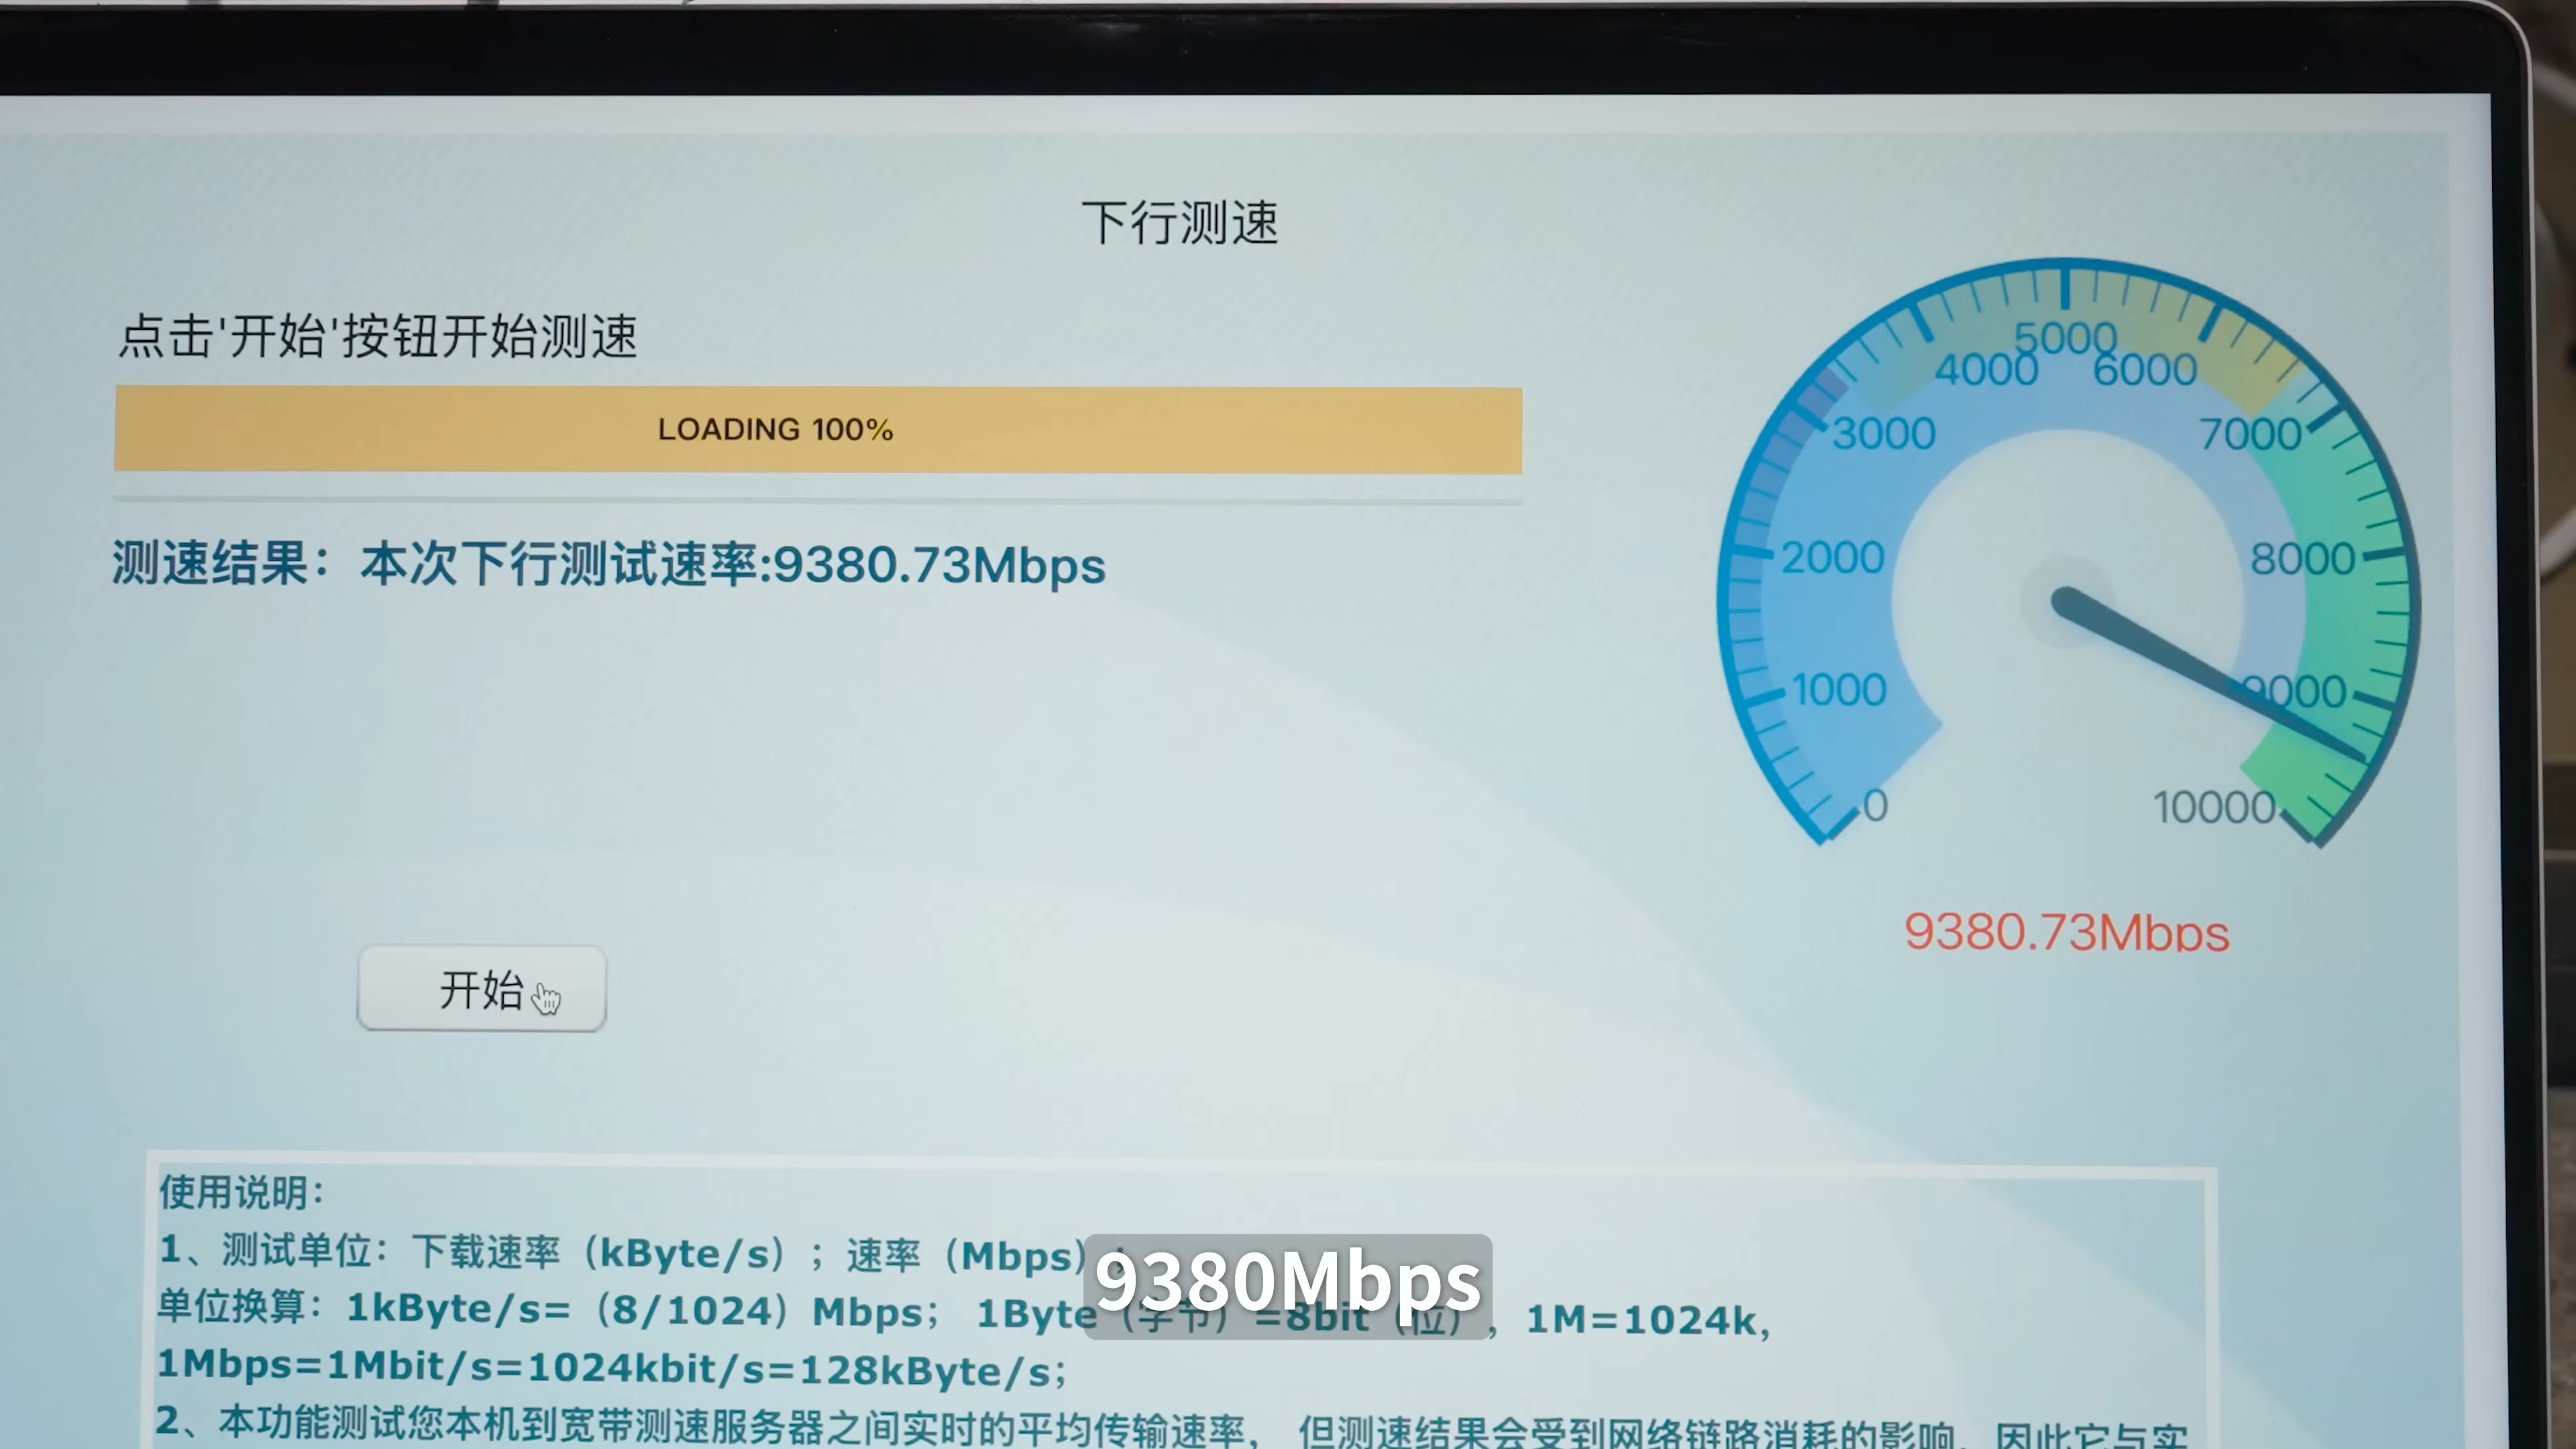 下行测速
点击'开始'按钮开始测速
LOADING 100%
测速结果：本次下行测试速率:9380.73Mbps
5000
4000
6000
3000
7000
2000
8000
1000
9000
0
10000
9380.73Mbps
开始
使用说明：
1、测试单位：下载速率（kByte/s）；速率（Mbps）；
9380Mbps
单位换算：1kByte/s=（8/1024）Mbps； 1Byte（字节）=8bit（位），1M=1024k,
1Mbps=1Mbit/s=1024kbit/s=128kByte/s；
2、本功能测试您本机到宽带测速服务器之间实时的平均传输速率， 但测速结果会受到网络链路消耗的影响，因此它与实